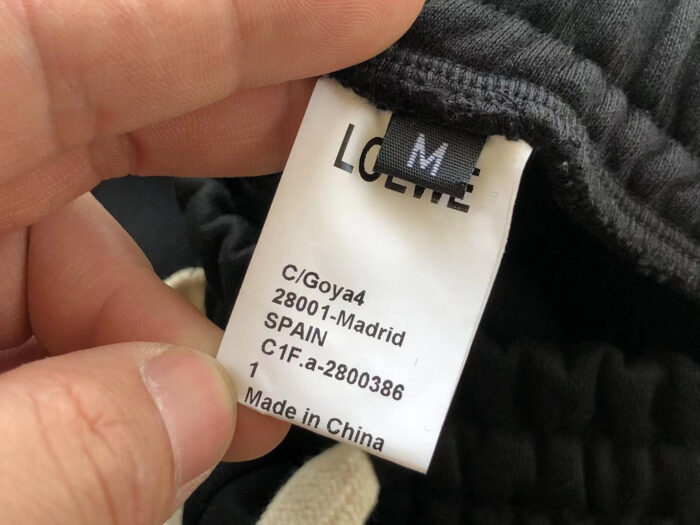 LOEWE
M
C/Goya4
28001-Madrid
SPAIN
C1F.a-2800386
1
Made in China